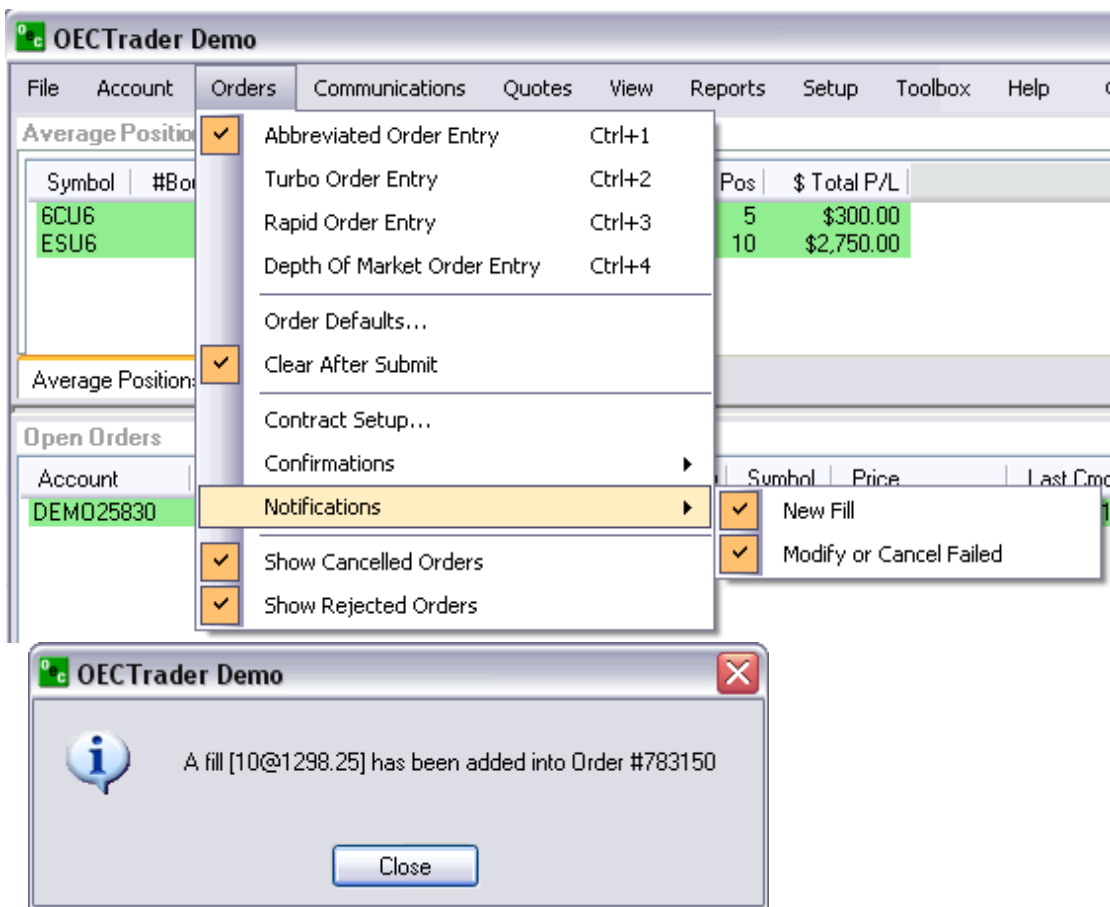 OECTrader Demo
File Account Orders Communications Quotes View Reports Setup Toolbox Help
Average
Abbreviated Order Entry Ctrl+1
Symbol Pos $ Total P/L
Turbo Order Entry Ctrl+2
6CU6 5 $300.00
Rapid Order Entry Ctrl+3
ESU6 10 $2,750.00
Depth Of Market Order Entry Ctrl+4
Order Defaults...
Clear After Submit
Average
Contract Setup...
Open Orders
Confirmations
Account Symbol Price Last
Notifications
DEMO25830
New Fill
Modify or Cancel Failed
Show Cancelled Orders
Show Rejected Orders
OECTrader Demo
A fill [10@1298.25] has been added into Order #783150
Close